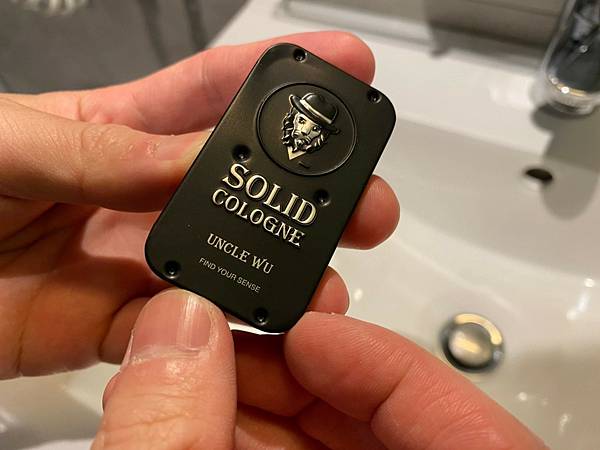 SOLID
COLOGNE
UNCLE WU
FIND YOUR SENSE